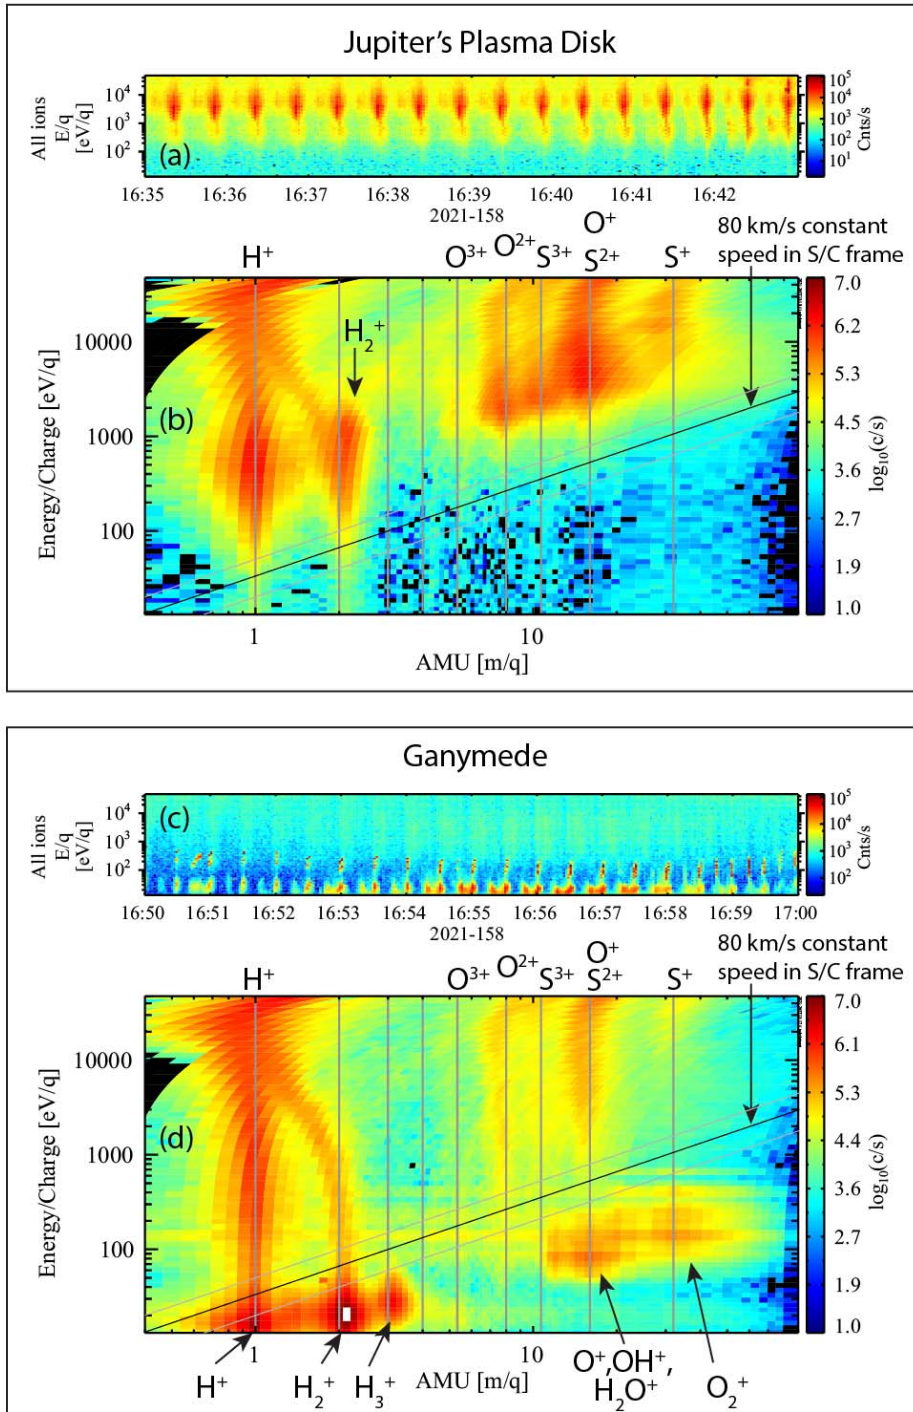 Jupiter's Plasma Disk
All ions
E/q
[eV/q]
10⁴
10³
10²
(a)
10⁵
10⁴
10³
10²
10¹
Cnts/s
16:35 16:36 16:37 16:38 16:39 16:40 16:41 16:42
2021-158
H⁺ O³⁺ O²⁺ S³⁺ O⁺ S²⁺ S⁺
80 km/s constant
speed in S/C frame
H₂⁺
(b)
Energy/Charge [eV/q]
10000
1000
100
7.0
6.2
5.3
4.5
3.6
2.7
1.9
1.0
log₁₀(c/s)
1 10
AMU [m/q]
Ganymede
All ions
E/q
[eV/q]
10⁴
10³
10²
(c)
10⁵
10⁴
10³
10²
Cnts/s
16:50 16:51 16:52 16:53 16:54 16:55 16:56 16:57 16:58 16:59 17:00
2021-158
H⁺ O³⁺ O²⁺ S³⁺ O⁺ S²⁺ S⁺
80 km/s constant
speed in S/C frame
(d)
Energy/Charge [eV/q]
10000
1000
100
7.0
6.1
5.3
4.4
3.6
2.7
1.9
1.0
log₁₀(c/s)
1 10
AMU [m/q]
H⁺ H₂⁺ H₃⁺
O⁺,OH⁺,
H₂O⁺
O₂⁺